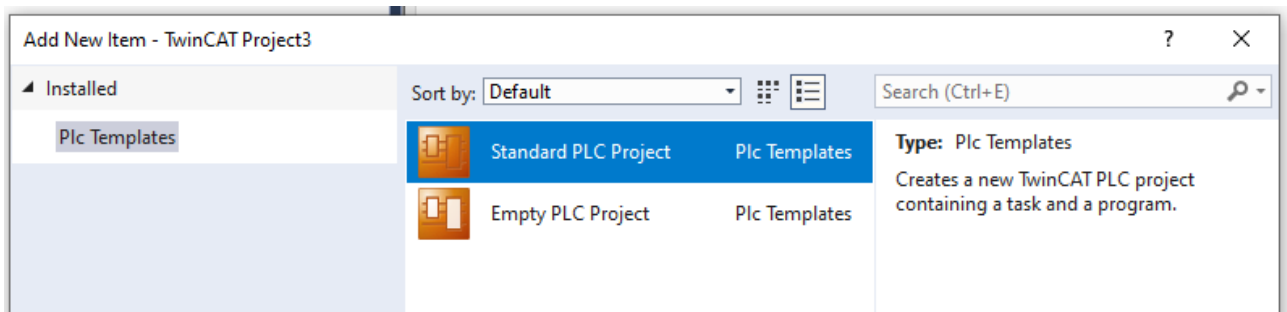 Add New Item - TwinCAT Project3
?
Installed
Sort by: Default
Search (Ctrl+E)
Plc Templates
Standard PLC Project Plc Templates
Empty PLC Project Plc Templates
Type: Plc Templates
Creates a new TwinCAT PLC project
containing a task and a program.